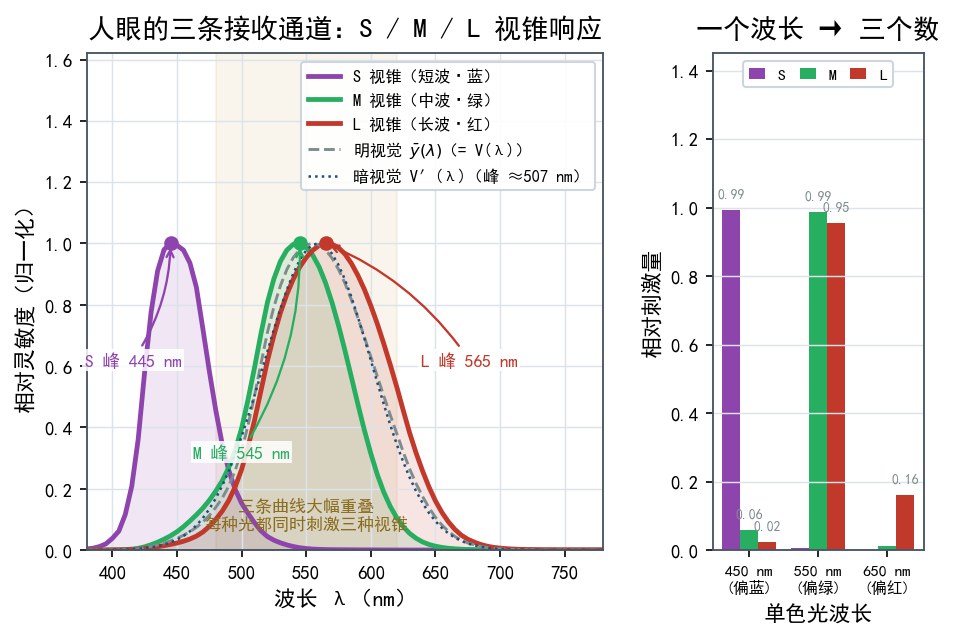 人眼的三条接收通道: S / M / L 视锥响应
相对灵敏度（归一化）
1.6
1.4
1.2
1.0
0.8
0.6
0.4
0.2
0.0
S 视锥（短波·蓝）
M 视锥（中波·绿）
L 视锥（长波·红）
明视觉 ȳ(λ) (= V(λ))
暗视觉 V′(λ)（峰 ≈507 nm）
S 峰 445 nm
L 峰 565 nm
M 峰 545 nm
三条曲线大幅重叠
每种光都同时刺激三种视锥
400 450 500 550 600 650 700 750
波长 λ（nm）
一个波长 → 三个数
相对刺激量
1.4
1.2
1.0
0.8
0.6
0.4
0.2
0.0
S M L
0.99
0.06
0.02
0.99
0.95
0.16
450 nm 550 nm 650 nm
(偏蓝) (偏绿) (偏红)
单色光波长